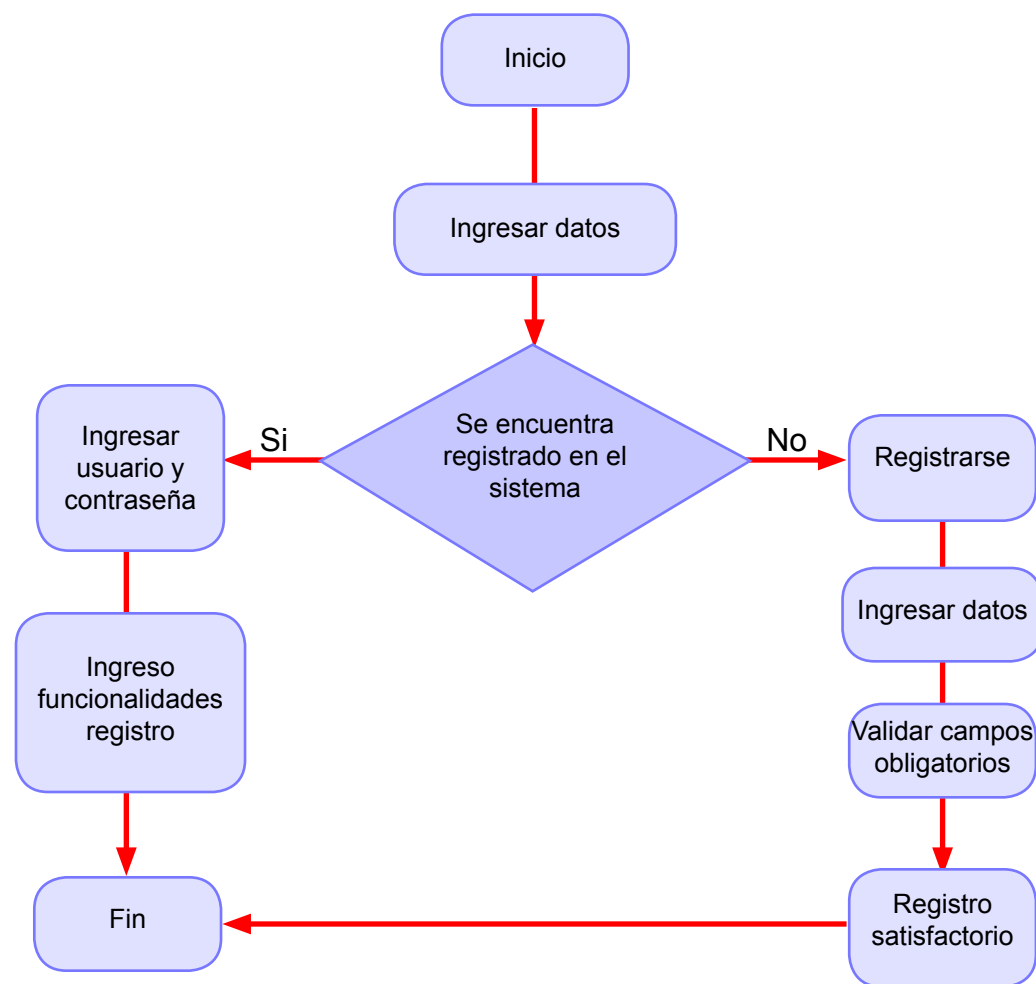 Inicio
Ingresar datos
Se encuentra
registrado en el
sistema
Si
No
Ingresar
usuario y
contraseña
Registrarse
Ingreso
funcionalidades
registro
Ingresar datos
Validar campos
obligatorios
Fin
Registro
satisfactorio